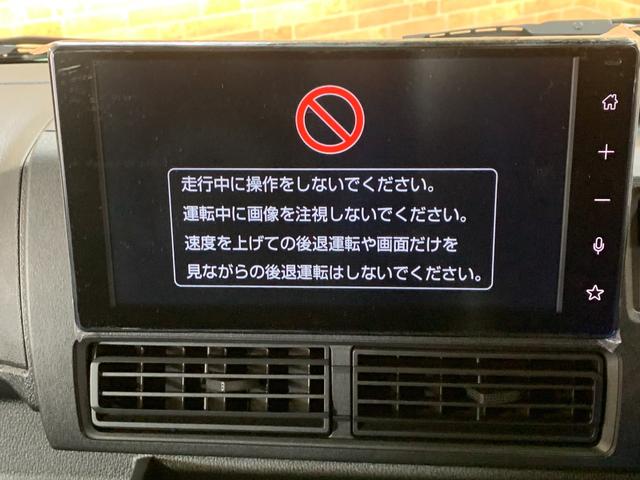 走行中に操作をしないでください。
運転中に画像を注視しないでください。
速度を上げての後退運転や画面だけを
見ながらの後退運転はしないでください。